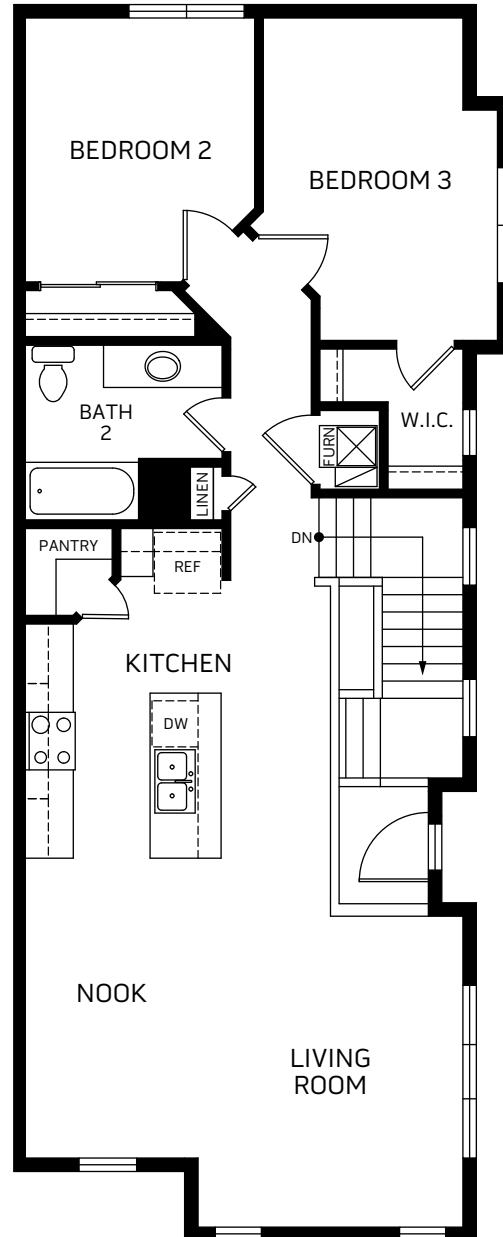 BEDROOM 2
BEDROOM 3
BATH
2
W.I.C.
FURN
LINEN
PANTRY
REF
DN
KITCHEN
DW
NOOK
LIVING
ROOM